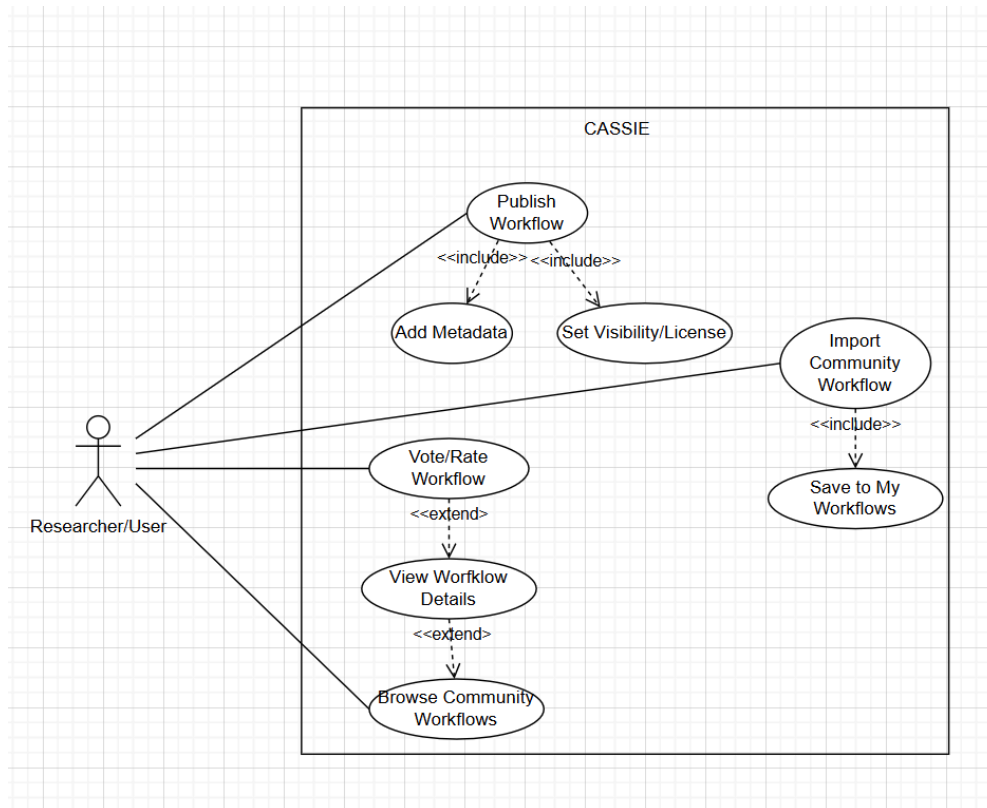 CASSIE
Publish
Workflow
<<include>>
<<include>>
Add Metadata
Set Visibility/License
Import
Community
Workflow
<<include>>
Save to My
Workflows
Researcher/User
Vote/Rate
Workflow
<<extend>
View Worfklow
Details
<<extend>
Browse Community
Workflows